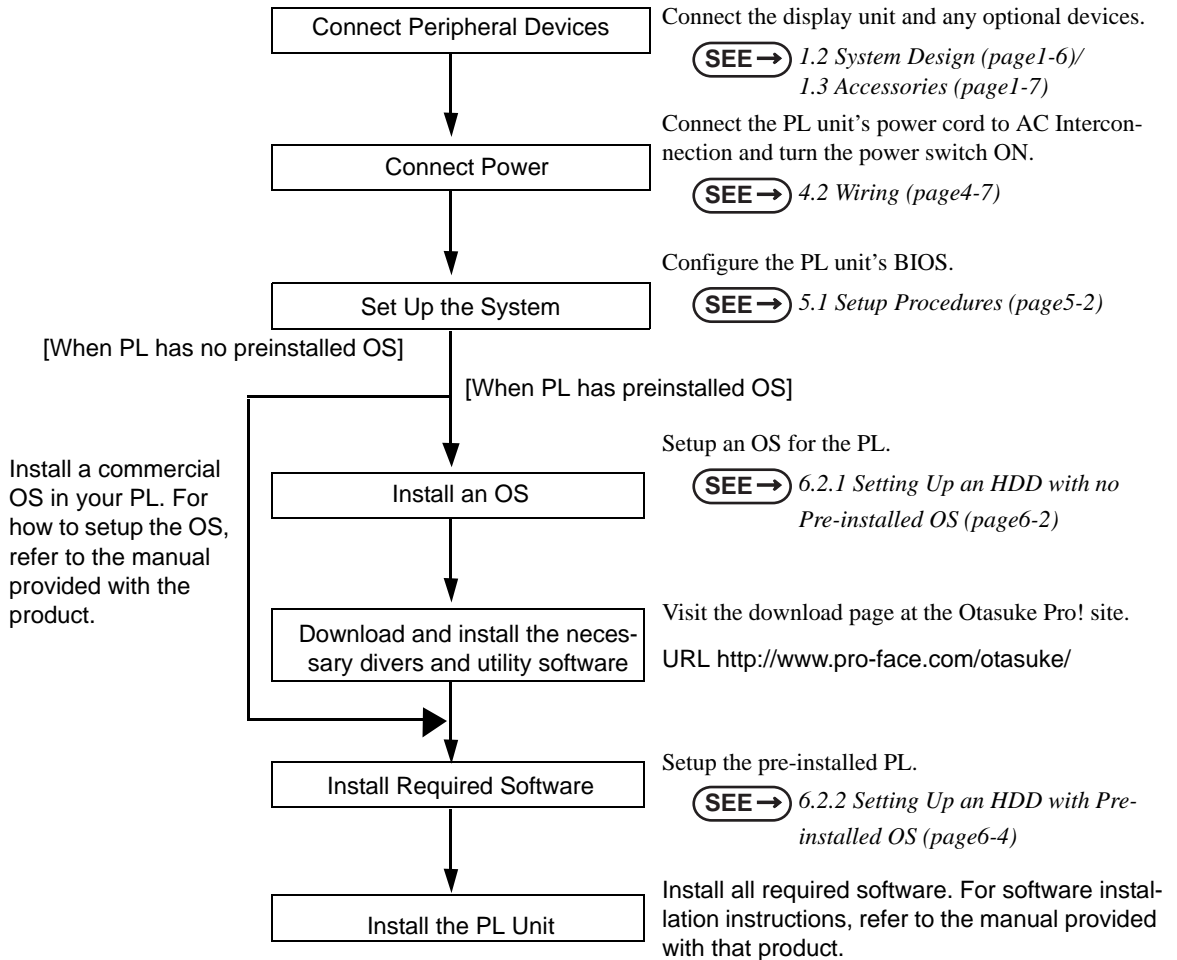 Connect Peripheral Devices
Connect the display unit and any optional devices.
SEE→ 1.2 System Design (page1-6)/
1.3 Accessories (page1-7)
Connect Power
Connect the PL unit's power cord to AC Intercon-
nection and turn the power switch ON.
SEE→ 4.2 Wiring (page4-7)
Set Up the System
Configure the PL unit's BIOS.
SEE→ 5.1 Setup Procedures (page5-2)
[When PL has no preinstalled OS]
[When PL has preinstalled OS]
Install a commercial
OS in your PL. For
how to setup the OS,
refer to the manual
provided with the
product.
Install an OS
Setup an OS for the PL.
SEE→ 6.2.1 Setting Up an HDD with no
Pre-installed OS (page6-2)
Download and install the neces-
sary divers and utility software
Visit the download page at the Otasuke Pro! site.
URL http://www.pro-face.com/otasuke/
Install Required Software
Setup the pre-installed PL.
SEE→ 6.2.2 Setting Up an HDD with Pre-
installed OS (page6-4)
Install the PL Unit
Install all required software. For software instal-
lation instructions, refer to the manual provided
with that product.